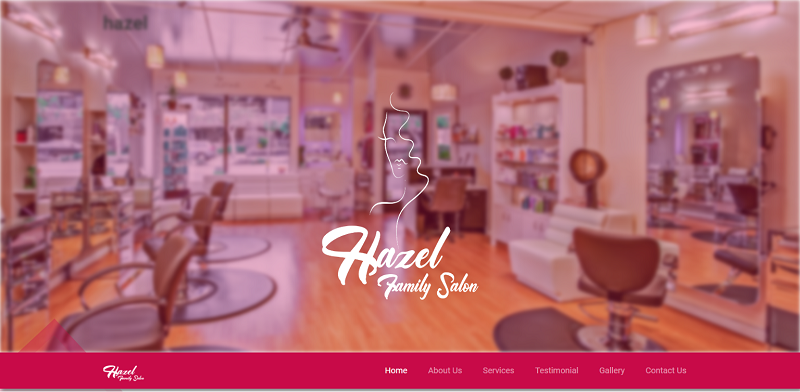 hazel
Hazel
Family Salon
Hazel
Family Salon
Home About Us Services Testimonial Gallery Contact Us